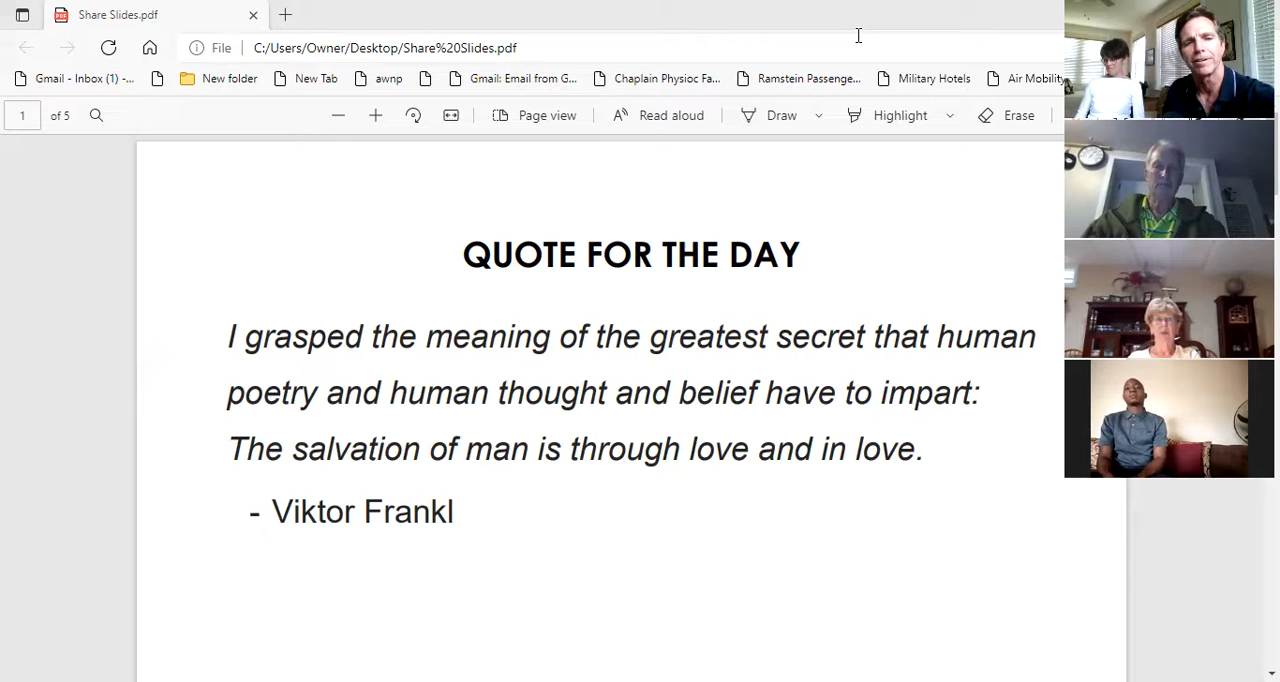 Share Slides.pdf
File C:/Users/Owner/Desktop/Share%20Slides.pdf
Gmail - Inbox (1) -... New folder New Tab awnp Gmail: Email from G... Chaplain Physioc Fa... Ramstein Passenge... Military Hotels Air Mobility
1 of 5 Page view Read aloud Draw Highlight Erase
QUOTE FOR THE DAY
I grasped the meaning of the greatest secret that human
poetry and human thought and belief have to impart:
The salvation of man is through love and in love.
- Viktor Frankl